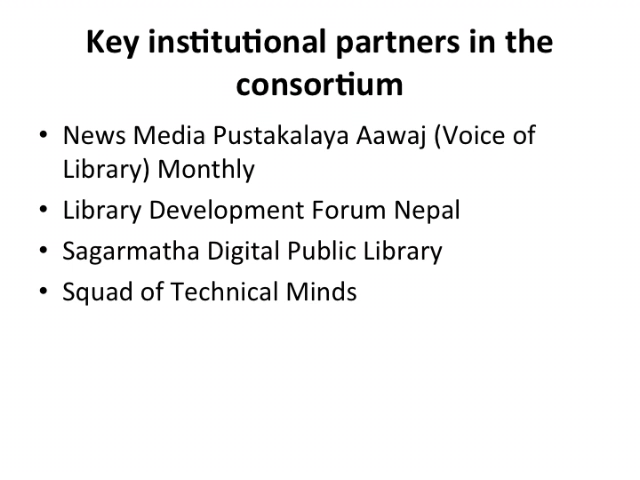 Key institutional partners in the
consortium
• News Media Pustakalaya Aawaj (Voice of
Library) Monthly
• Library Development Forum Nepal
• Sagarmatha Digital Public Library
• Squad of Technical Minds